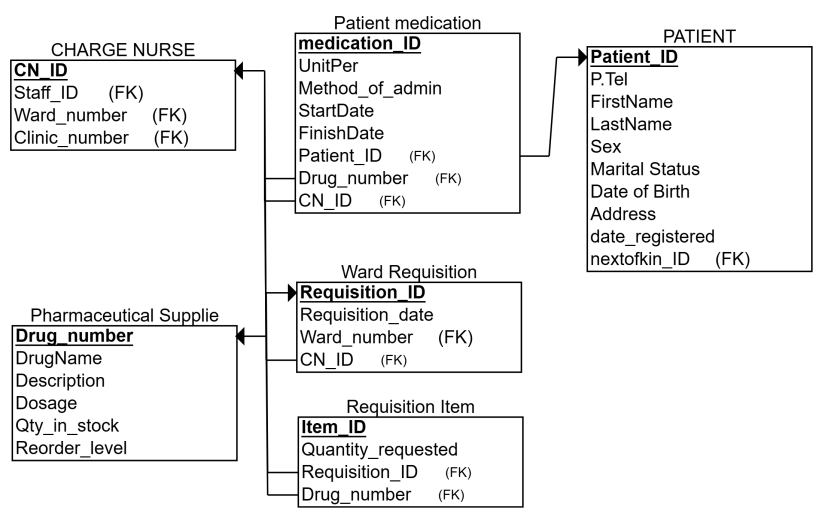 Patient medication
medication_ID
UnitPer
Method_of_admin
StartDate
FinishDate
Patient_ID (FK)
Drug_number (FK)
CN_ID (FK)
PATIENT
Patient_ID
P.Tel
FirstName
LastName
Sex
Marital Status
Date of Birth
Address
date_registered
nextofkin_ID (FK)
CHARGE NURSE
CN_ID
Staff_ID (FK)
Ward_number (FK)
Clinic_number (FK)
Ward Requisition
Requisition_ID
Requisition_date
Ward_number (FK)
CN_ID (FK)
Pharmaceutical Supplie
Drug_number
DrugName
Description
Dosage
Qty_in_stock
Reorder_level
Requisition Item
Item_ID
Quantity_requested
Requisition_ID (FK)
Drug_number (FK)